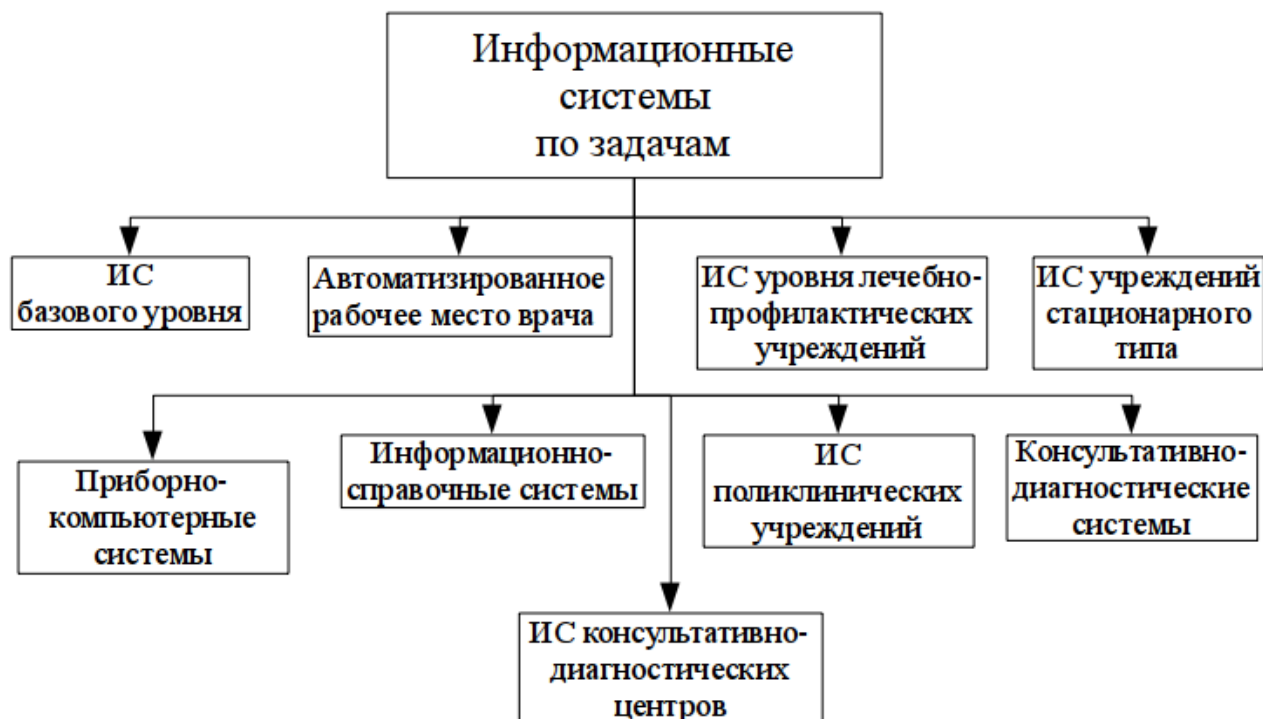 Информационные
системы
по задачам
ИС
базового уровня
Автоматизированное
рабочее место врача
ИС уровня лечебно-
профилактических
учреждений
ИС учреждений
стационарного
типа
Приборно-
компьютерные
системы
Информационно-
справочные системы
ИС
поликлинических
учреждений
Консультативно-
диагностические
системы
ИС консультативно-
диагностических
центров